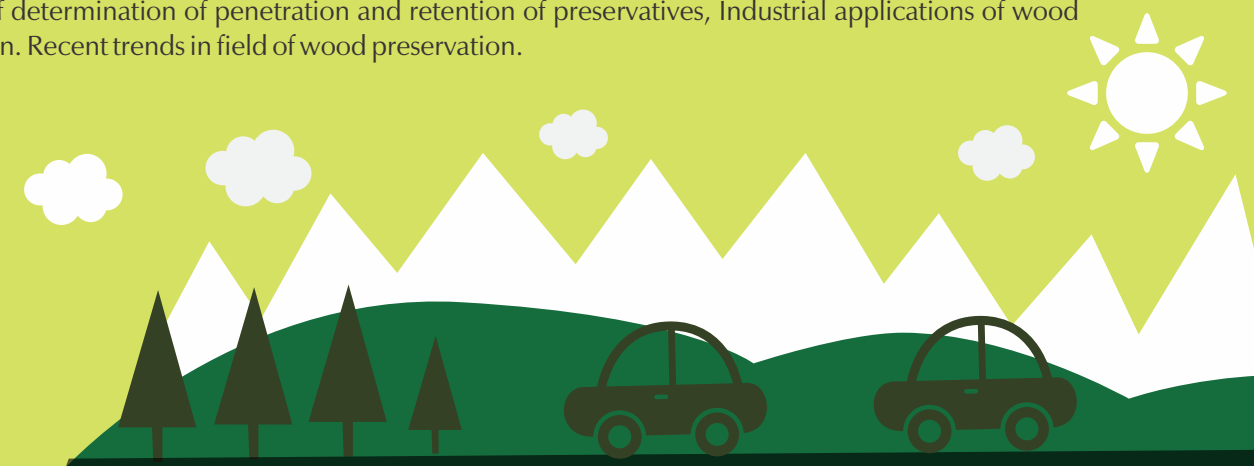 determination of penetration and retention of preservatives, Industrial applications of wood
n. Recent trends in field of wood preservation.